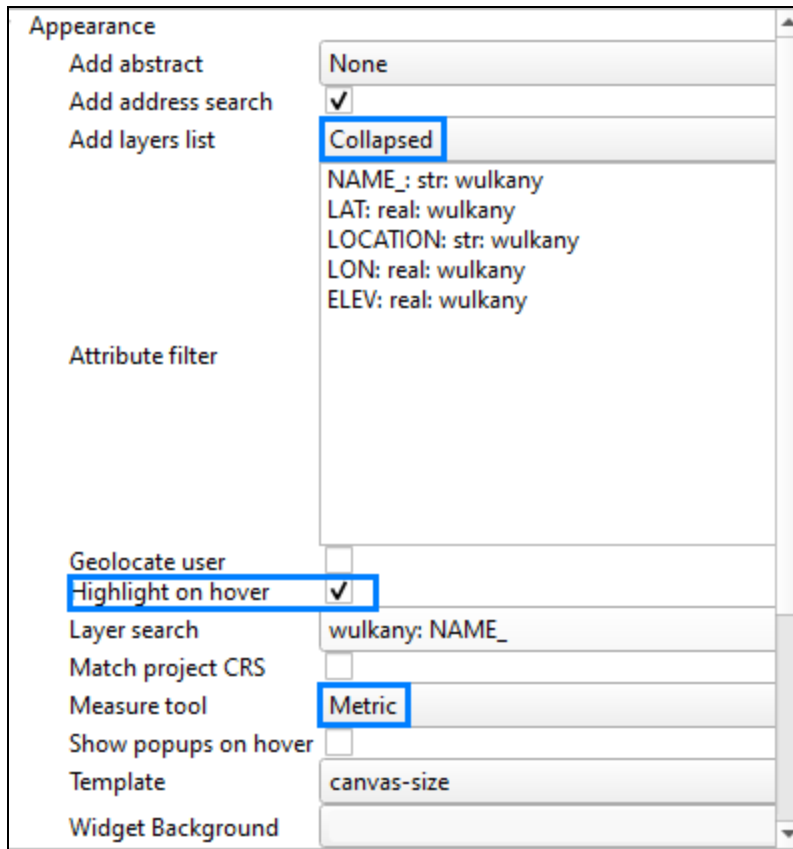 Appearance
Add abstract None
Add address search
Add layers list Collapsed
NAME_: str: wulkany
LAT: real: wulkany
LOCATION: str: wulkany
LON: real: wulkany
ELEV: real: wulkany
Attribute filter
Geolocate user
Highlight on hover
Layer search wulkany: NAME_
Match project CRS
Measure tool Metric
Show popups on hover
Template canvas-size
Widget Background